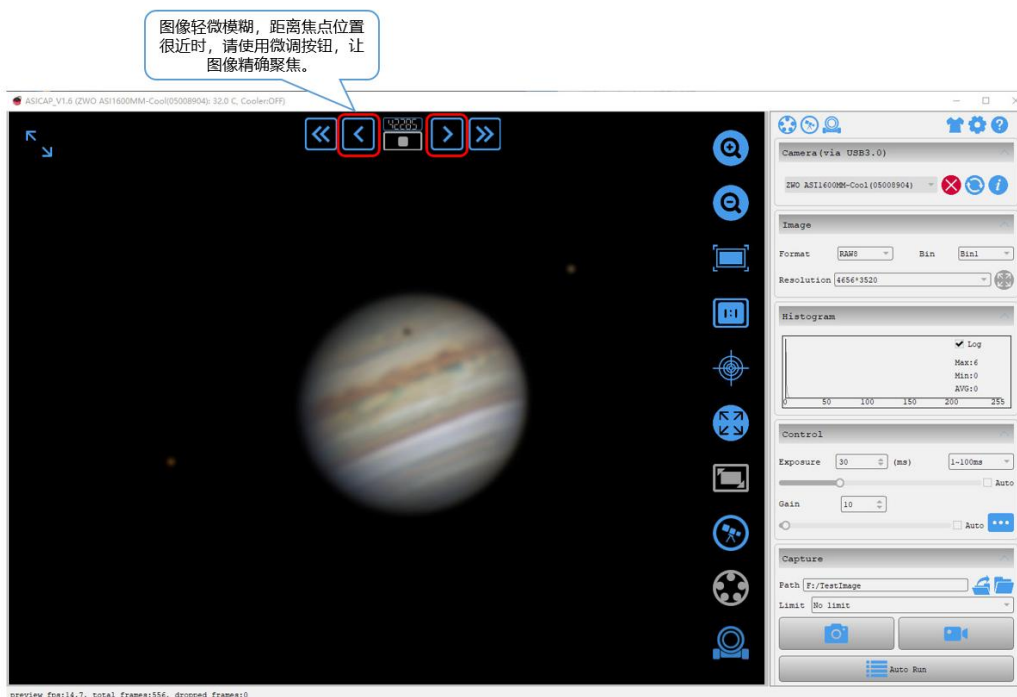 图像轻微模糊，距离焦点位置
很近时，请使用微调按钮，让
图像精确聚焦。
ASICAP_V1.6 (ZWO ASI1600MM-Cool(05008904): 32.0 C, Cooler:OFF)
42285
Camera(via USB3.0)
ZWO ASI1600MM-Cool(05008904)
Image
Format RAW8 Bin Bin1
Resolution 4656*3520
1:1
Histogram
Log
Max:6
Min:0
AVG:0
0 50 100 150 200 255
Control
Exposure 30 (ms) 1~100ms
Auto
Gain 10
Auto
Capture
Path F:/TestImage
Limit No limit
Auto Run
preview fps:14.7, total frames:556, dropped frames:0